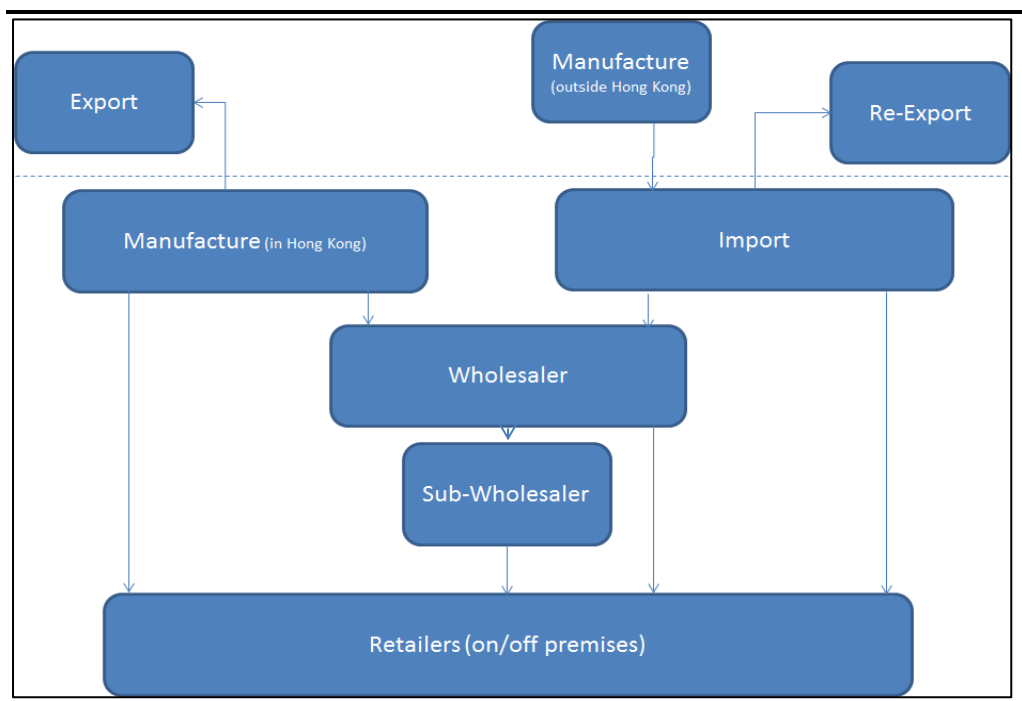 Manufacture
(outside Hong Kong)
Export
Re-Export
Manufacture (in Hong Kong)
Import
Wholesaler
Sub-Wholesaler
Retailers (on/off premises)